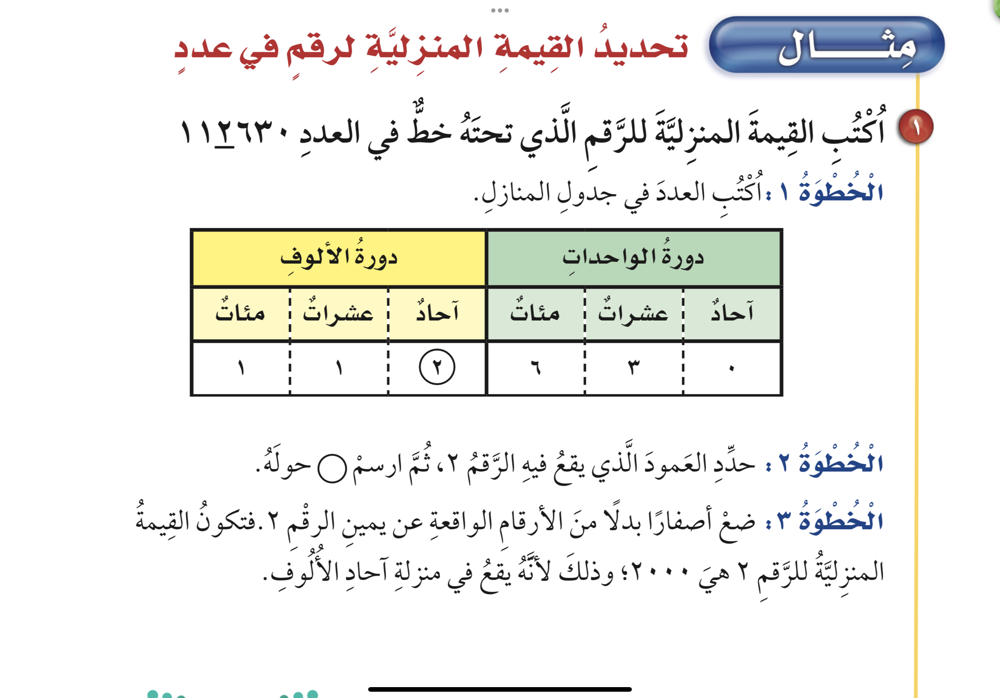 مِثـــال
تحديدُ القِيمةِ المنزِليَّةِ لرقمٍ في عددٍ
١ اُكْتُبِ القِيمةَ المنزِليَّةَ للرَّقمِ الَّذي تحتَهُ خطٌّ في العددِ ١١٢٦٣٠
الْخُطْوَةُ ١ : اُكْتُبِ العددَ في جدولِ المنازلِ.
دورةُ الواحداتِ دورةُ الألوفِ
آحادٌ عشراتٌ مئاتٌ آحادٌ عشراتٌ مئاتٌ
٠ ٣ ٦ ٢ ١ ١
الْخُطْوَةُ ٢ : حدِّدِ العَمودَ الَّذي يقعُ فيهِ الرَّقمُ ٢، ثُمَّ ارسمْ ◯ حولَهُ.
الْخُطْوَةُ ٣ : ضعْ أصفارًا بدلًا منَ الأرقامِ الواقعةِ عن يمينِ الرقْمِ ٢ .فتكونُ القِيمةُ
المنزِليَّةُ للرَّقمِ ٢ هيَ ٢٠٠٠؛ وذلكَ لأنَّهُ يقعُ في منزلةِ آحادِ الأُلُوفِ.